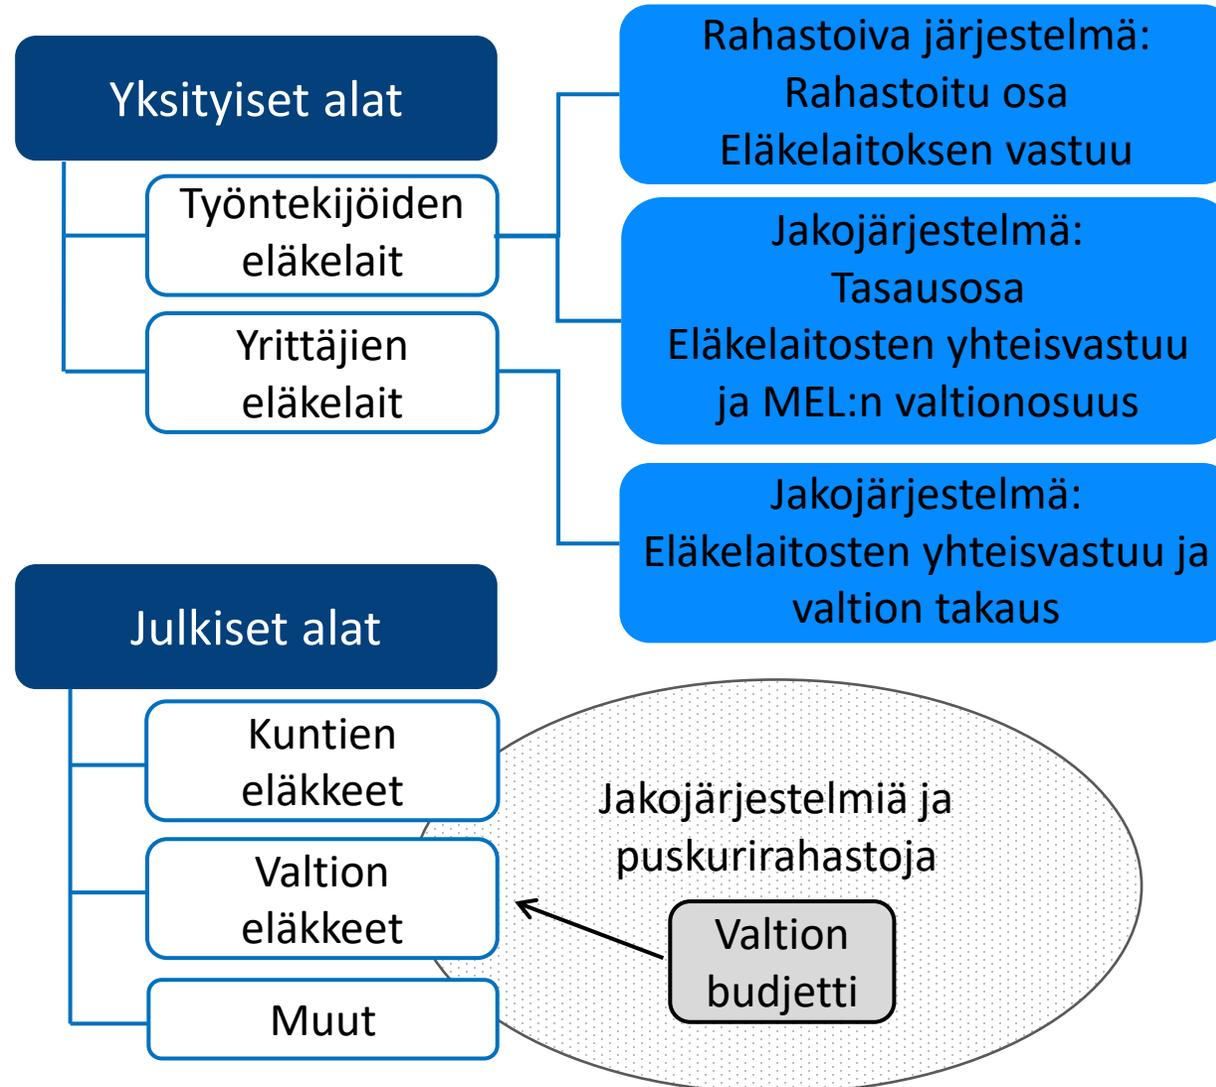 Yksityiset alat
Työntekijöiden
eläkelait
Yrittäjien
eläkelait
Rahastoiva järjestelmä:
Rahastoitu osa
Eläkelaitoksen vastuu
Jakojärjestelmä:
Tasausosa
Eläkelaitosten yhteisvastuu
ja MEL:n valtionosuus
Jakojärjestelmä:
Eläkelaitosten yhteisvastuu ja
valtion takaus
Julkiset alat
Kuntien
eläkkeet
Valtion
eläkkeet
Muut
Jakojärjestelmiä ja
puskurirahastoja
Valtion
budjetti